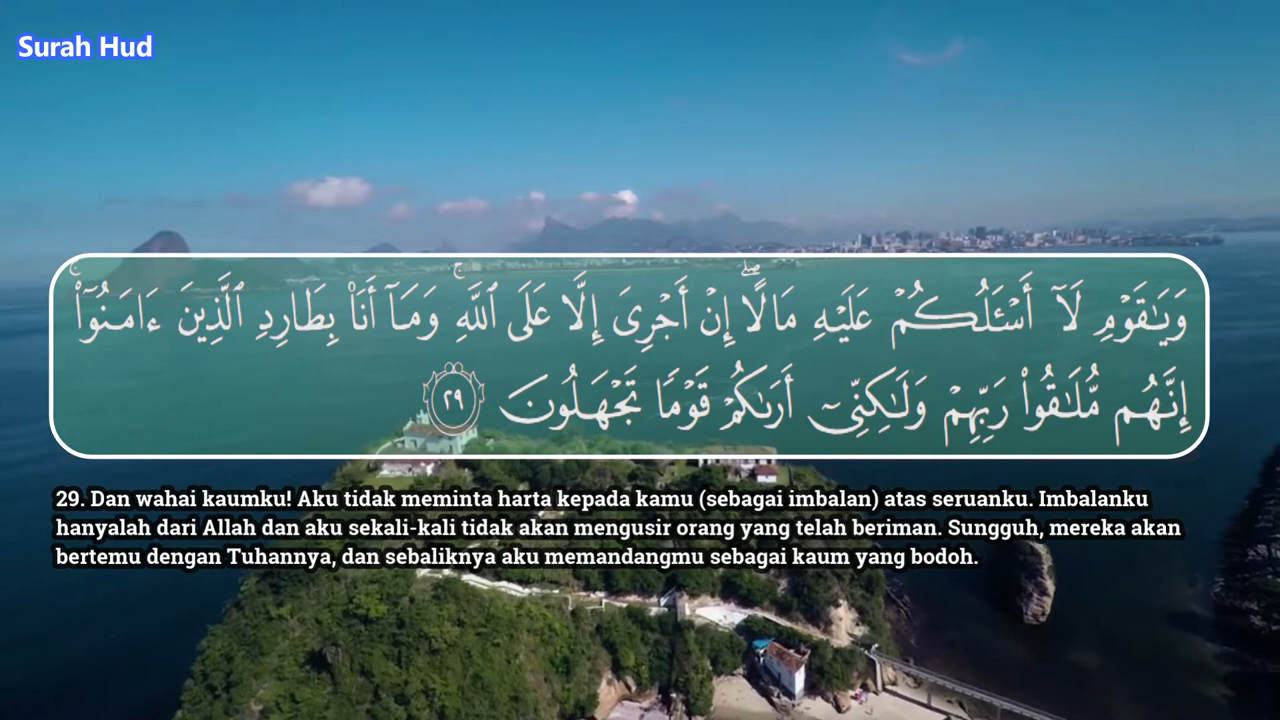 Surah Hud
وَيَـٰقَوْمِ لَآ أَسْـَٔلُكُمْ عَلَيْهِ مَالًا ۖ إِنْ أَجْرِىَ إِلَّا عَلَى ٱللَّهِ ۚ وَمَآ أَنَا۠ بِطَارِدِ ٱلَّذِينَ ءَامَنُوٓا۟ ۚ
إِنَّهُم مُّلَـٰقُوا۟ رَبِّهِمْ وَلَـٰكِنِّىٓ أَرَىٰكُمْ قَوْمًا تَجْهَلُونَ ٢٩
29. Dan wahai kaumku! Aku tidak meminta harta kepada kamu (sebagai imbalan) atas seruanku. Imbalanku
hanyalah dari Allah dan aku sekali-kali tidak akan mengusir orang yang telah beriman. Sungguh, mereka akan
bertemu dengan Tuhannya, dan sebaliknya aku memandangmu sebagai kaum yang bodoh.